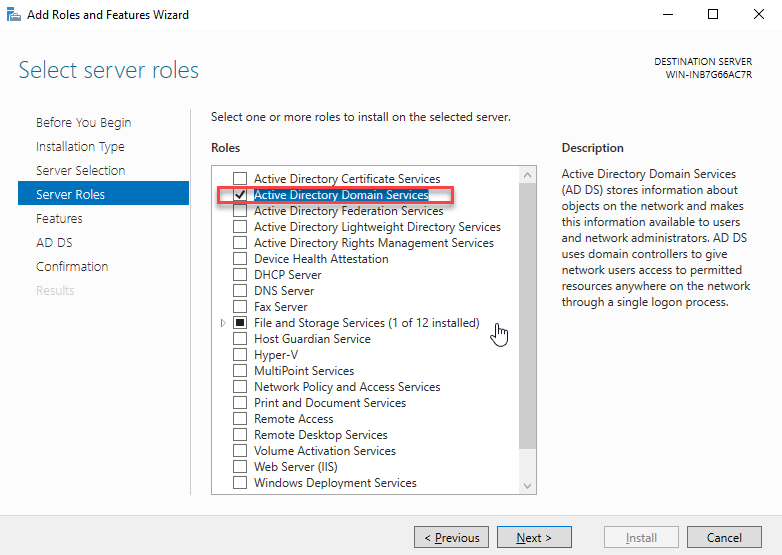 Add Roles and Features Wizard
Select server roles
DESTINATION SERVER
WIN-INB7G66AC7R
Before You Begin
Installation Type
Server Selection
Server Roles
Features
AD DS
Confirmation
Results
Select one or more roles to install on the selected server.
Roles
Active Directory Certificate Services
Active Directory Domain Services
Active Directory Federation Services
Active Directory Lightweight Directory Services
Active Directory Rights Management Services
Device Health Attestation
DHCP Server
DNS Server
Fax Server
File and Storage Services (1 of 12 installed)
Host Guardian Service
Hyper-V
MultiPoint Services
Network Policy and Access Services
Print and Document Services
Remote Access
Remote Desktop Services
Volume Activation Services
Web Server (IIS)
Windows Deployment Services
Description
Active Directory Domain Services
(AD DS) stores information about
objects on the network and makes
this information available to users
and network administrators. AD DS
uses domain controllers to give
network users access to permitted
resources anywhere on the network
through a single logon process.
< Previous
Next >
Install
Cancel